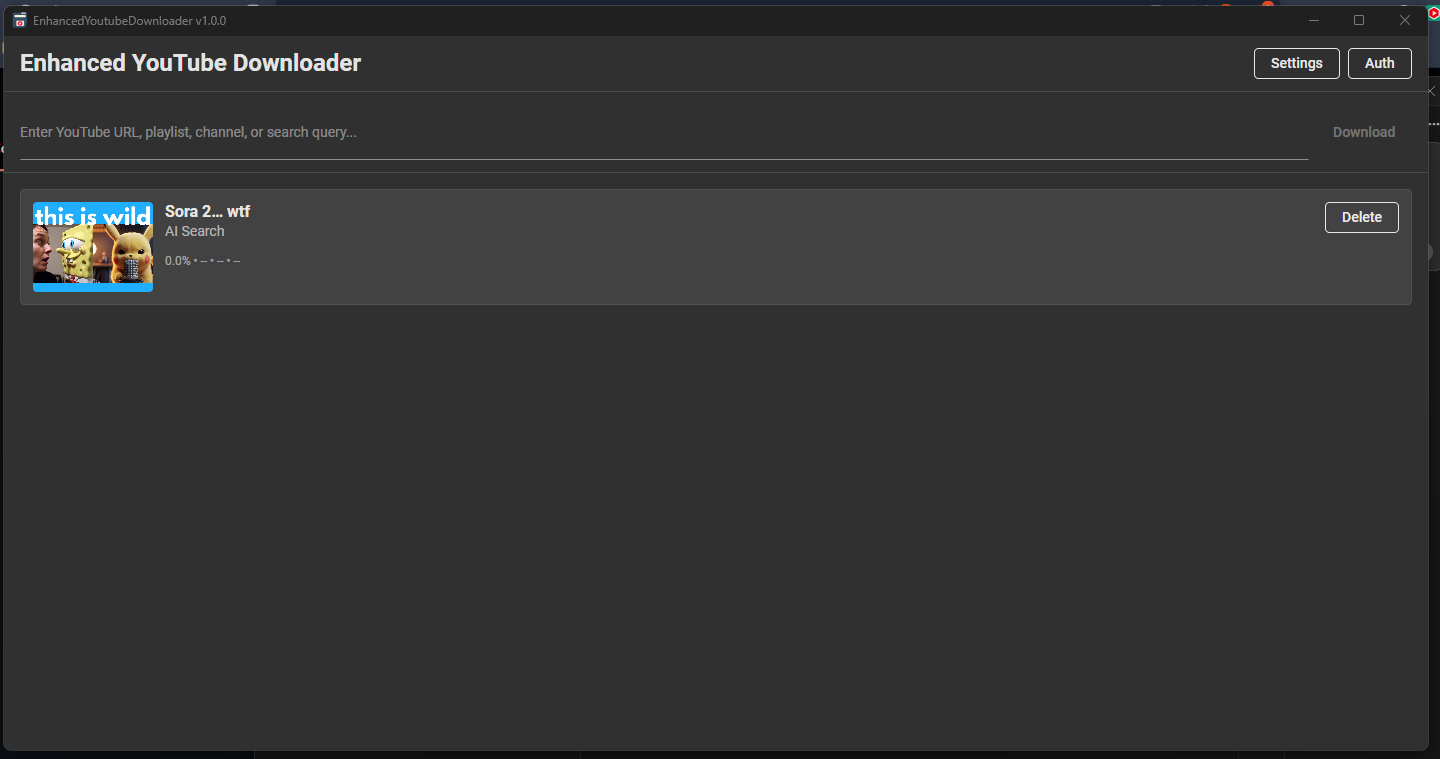 EnhancedYoutubeDownloader v1.0.0
Enhanced YouTube Downloader
Settings
Auth
Enter YouTube URL, playlist, channel, or search query...
Download
this is wild
Sora 2... wtf
AI Search
0.0% • -- • -- • --
Delete